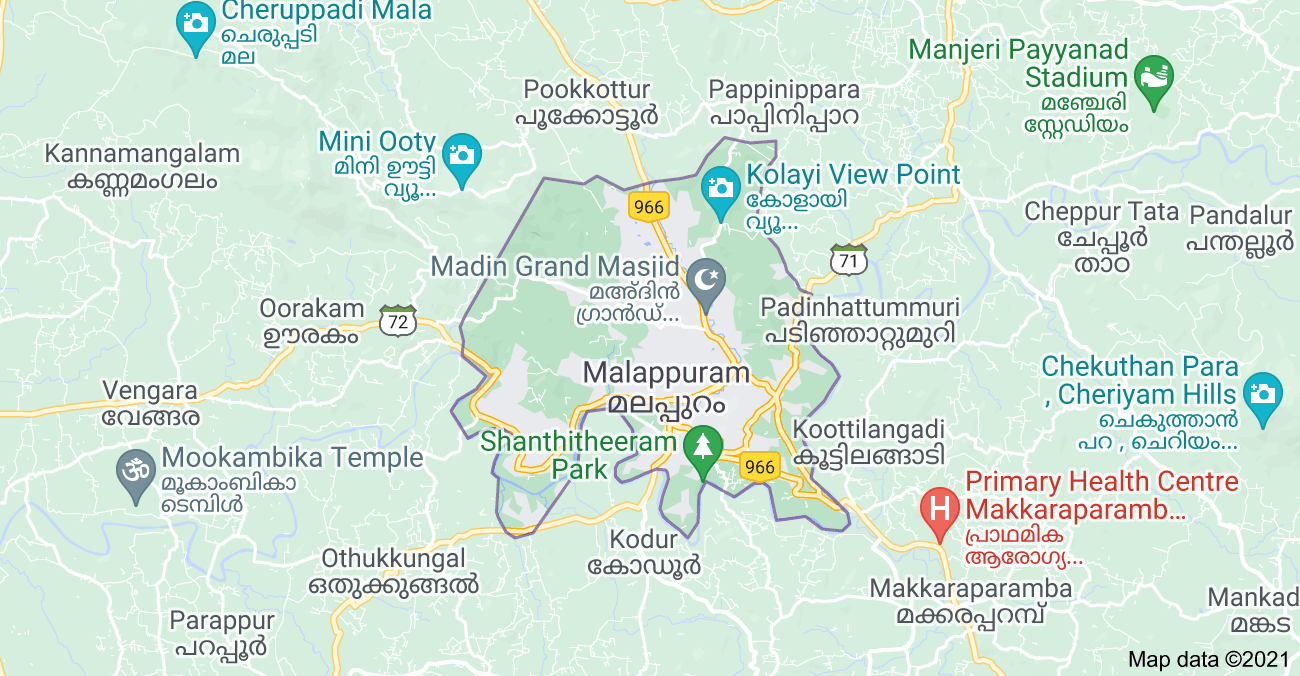 Cheruppadi Mala
ചെരുപ്പടി
മല
Manjeri Payyanad
Stadium
മഞ്ചേരി
സ്റ്റേഡിയം
Pookkottur
പൂക്കോട്ടൂർ
Pappinippara
പാപ്പിനിപ്പാറ
Mini Ooty
മിനി ഊട്ടി
വ്യൂ...
Kannamangalam
കണ്ണമംഗലം
Kolayi View Point
കോളായി
വ്യൂ...
966
Cheppur Tata
ചേപ്പൂർ
താഠ
Pandalur
പന്തല്ലൂർ
71
Madin Grand Masjid
മഅ്ദിൻ
ഗ്രാൻഡ്...
Oorakam
ഊരകം
72
Padinhattummuri
പടിഞ്ഞാറ്റുമുറി
Malappuram
മലപ്പുറം
Chekuthan Para
, Cheriyam Hills
ചെകുത്താൻ
പറ , ചെറിയം...
Vengara
വേങ്ങര
Shanthitheeram
Park
Koottilangadi
കൂട്ടിലങ്ങാടി
Mookambika Temple
മൂകാംബികാ
ടെമ്പിൾ
ॐ
966
H
Primary Health Centre
Makkaraparamb...
പ്രാഥമിക
ആരോഗ്യ...
Kodur
കോഡൂർ
Othukkungal
ഒതുക്കുങ്ങൽ
Makkaraparamba
മക്കരപ്പറമ്പ്
Mankad
മങ്കട
Parappur
പറപ്പൂർ
Map data ©2021